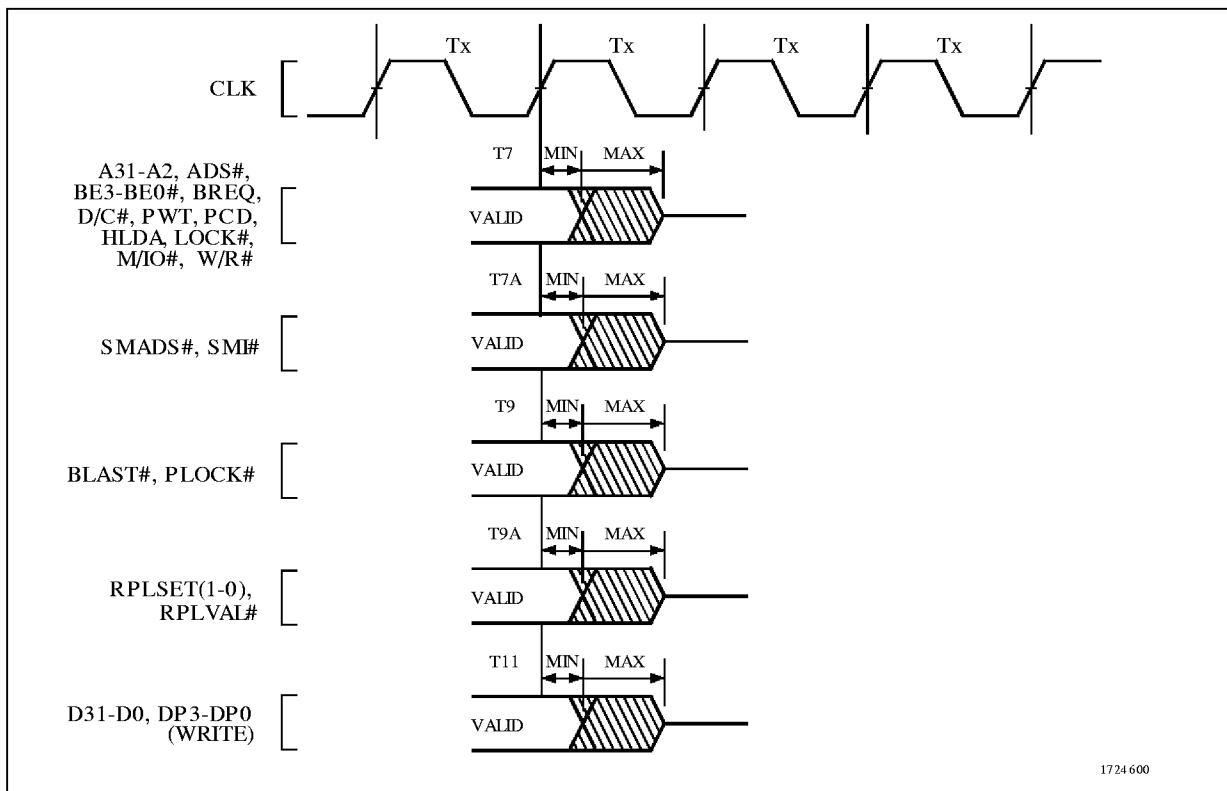 Tx Tx Tx Tx
CLK
T7 MIN MAX
A31-A2, ADS#,
BE3-BE0#, BREQ,
D/C#, PWT, PCD,
HLDA, LOCK#,
M/IO#, W/R#
VALID
T7A MIN MAX
SMADS#, SMI#
VALID
T9 MIN MAX
BLAST#, PLOCK#
VALID
T9A MIN MAX
RPLSET(1-0),
RPLVAL#
VALID
T11 MIN MAX
D31-D0, DP3-DP0
(WRITE)
VALID
1724600